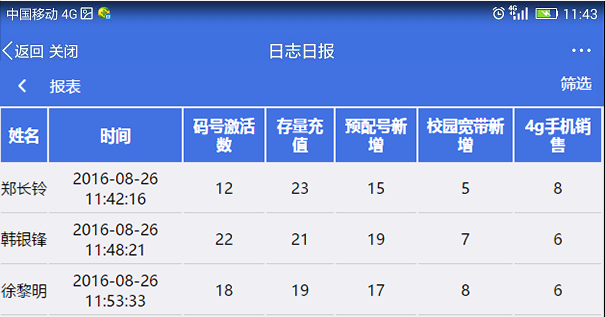 中国移动 4G 4G 11:43
返回 关闭 日志日报 ...
报表 筛选
姓名 时间 码号激活数 存量充值 预配号新增 校园宽带新增 4g手机销售
郑长铃 2016-08-26 11:42:16 12 23 15 5 8
韩银锋 2016-08-26 11:48:21 22 21 19 7 6
徐黎明 2016-08-26 11:53:33 18 19 17 8 6